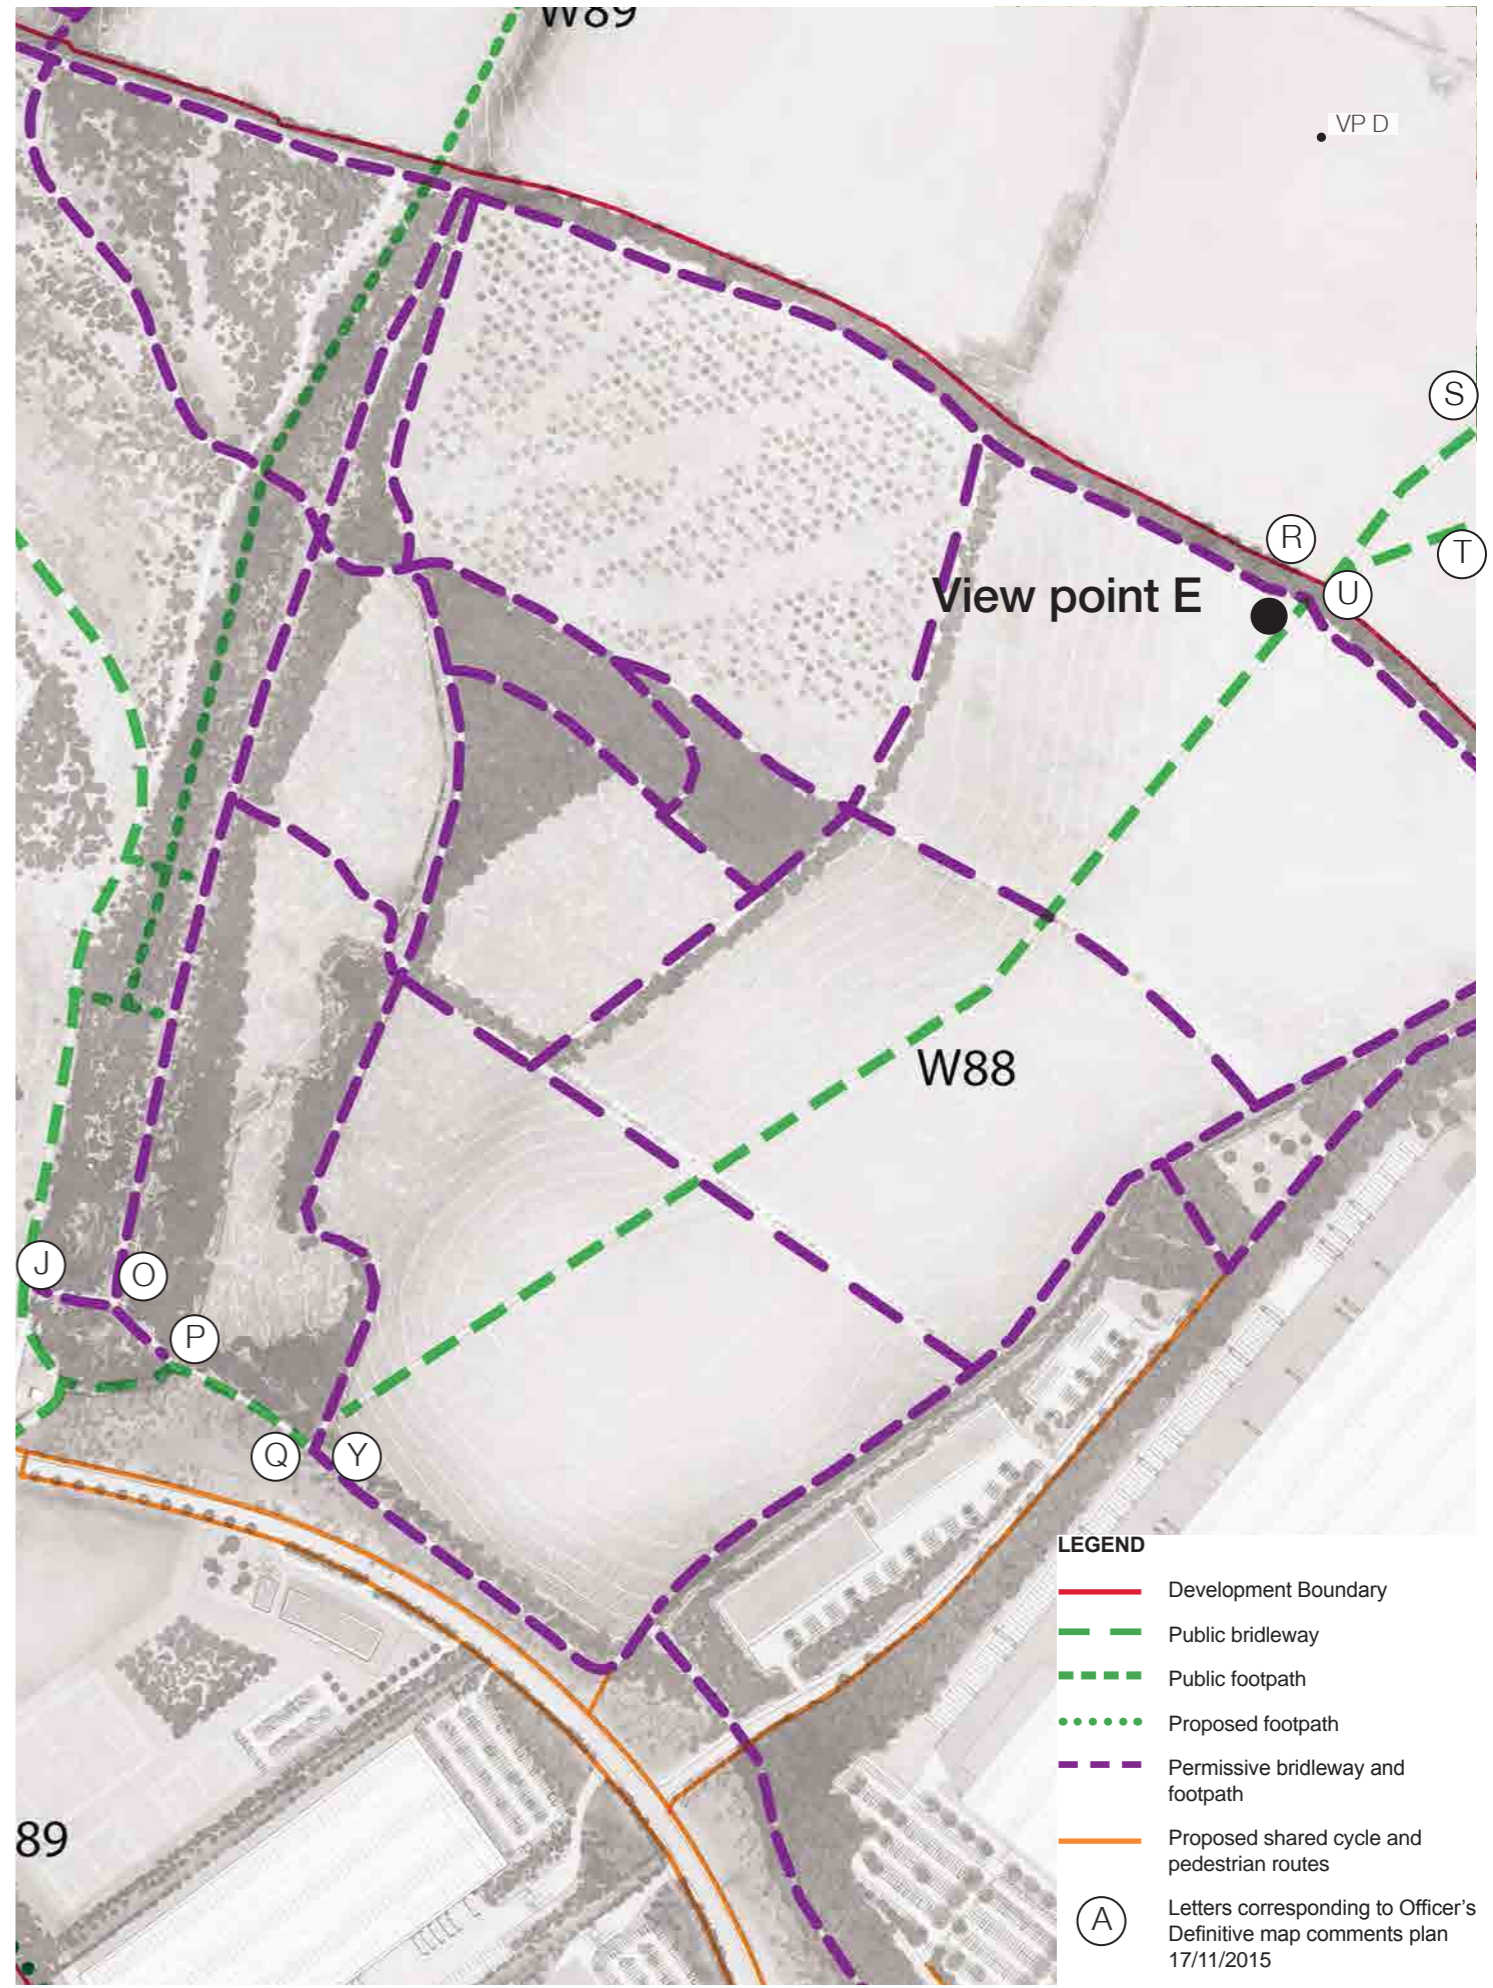 W89
VP D
S
R
T
U
View point E
W88
J
O
P
Q
Y
89
LEGEND
Development Boundary
Public bridleway
Public footpath
Proposed footpath
Permissive bridleway and
footpath
Proposed shared cycle and
pedestrian routes
A
Letters corresponding to Officer's
Definitive map comments plan
17/11/2015